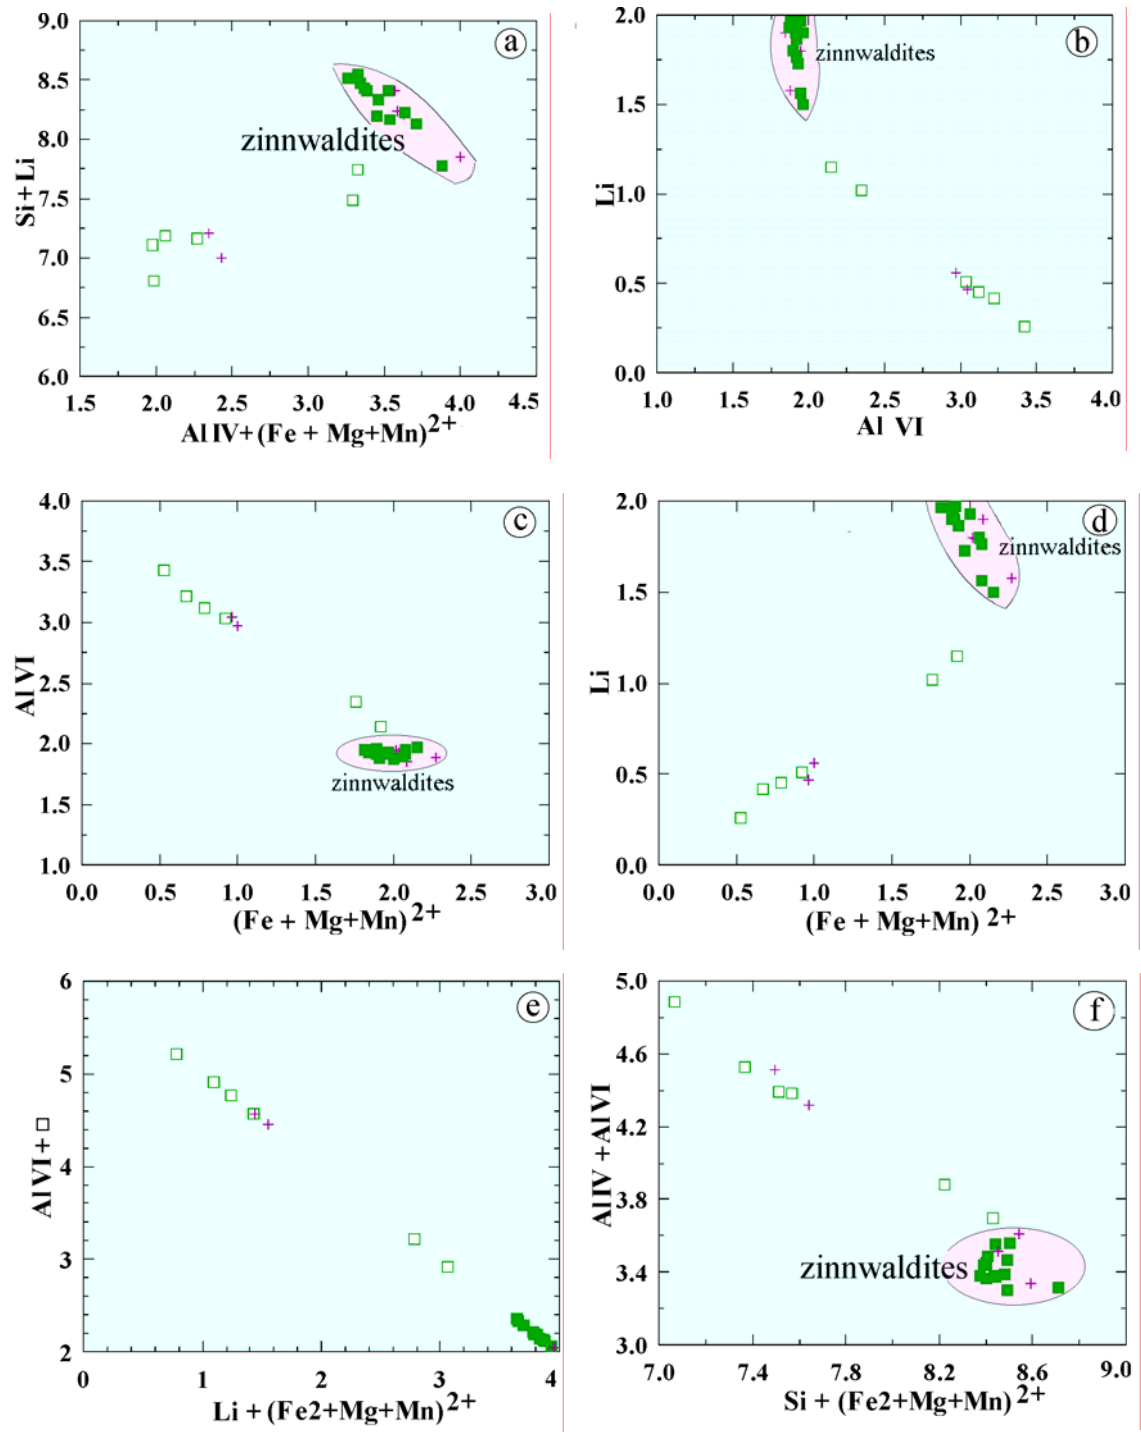 9.0
8.5
8.0
7.5
7.0
6.5
6.0
Si + Li
a
zinnwaldites
1.5 2.0 2.5 3.0 3.5 4.0 4.5
Al IV+ (Fe + Mg+Mn)2+
2.0
1.5
1.0
0.5
0.0
Li
b
zinnwaldites
1.0 1.5 2.0 2.5 3.0 3.5 4.0
Al VI
4.0
3.5
3.0
2.5
2.0
1.5
1.0
Al VI
c
zinnwaldites
0.0 0.5 1.0 1.5 2.0 2.5 3.0
(Fe + Mg+Mn) 2+
2.0
1.5
1.0
0.5
0.0
Li
d
zinnwaldites
0.0 0.5 1.0 1.5 2.0 2.5 3.0
(Fe + Mg+Mn) 2+
6
5
4
3
2
Al VI + □
e
0 1 2 3 4
Li + (Fe2+Mg+Mn)2+
5.0
4.6
4.2
3.8
3.4
3.0
Al IV + Al VI
f
zinnwaldites
7.0 7.4 7.8 8.2 8.6 9.0
Si + (Fe2+Mg+Mn) 2+